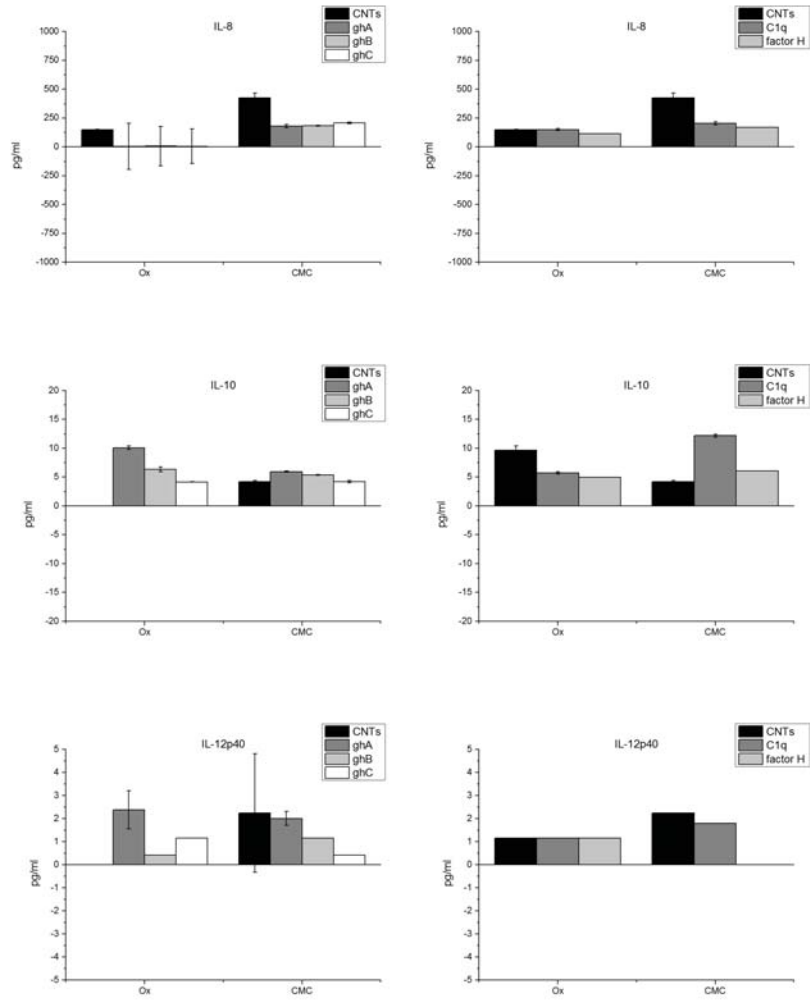 IL-8
CNTs
ghA
ghB
ghC
1000
750
500
250
0
-250
500
750
-1000
pg/ml
Ox
CMC
IL-8
CNTs
C1q
factor H
1000
750
500
250
0
-250
500
750
-1000
pg/ml
Ox
CMC
IL-10
CNTs
ghA
ghB
ghC
20
15
10
5
0
-5
-10
-15
-20
pg/ml
Ox
CMC
IL-10
CNTs
C1q
factor H
20
15
10
5
0
-5
-10
-15
-20
pg/ml
Ox
CMC
IL-12p40
CNTs
ghA
ghB
ghC
5
4
3
2
1
0
-1
-2
-3
-4
-5
pg/ml
Ox
CMC
IL-12p40
CNTs
C1q
factor H
5
4
3
2
1
0
-1
-2
-3
-4
-5
pg/ml
Ox
CMC